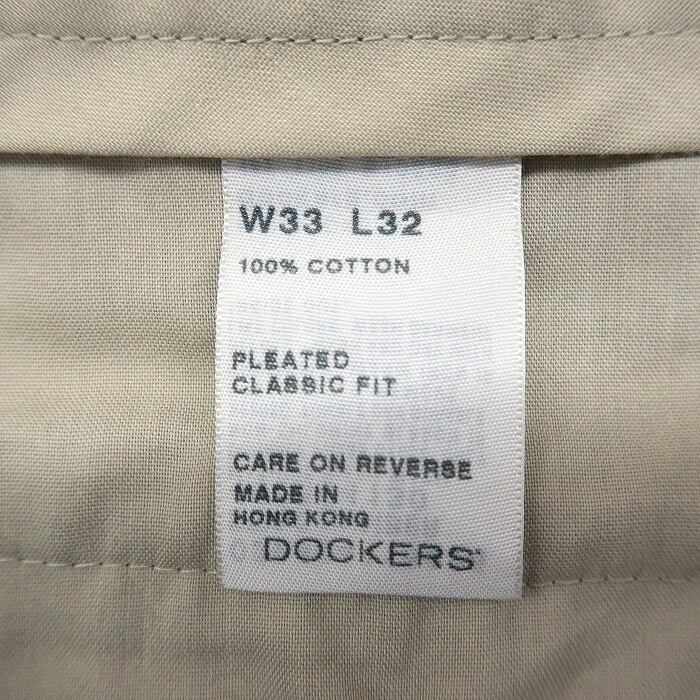 W33 L32
100% COTTON
PLEATED
CLASSIC FIT
CARE ON REVERSE
MADE IN
HONG KONG
DOCKERS®